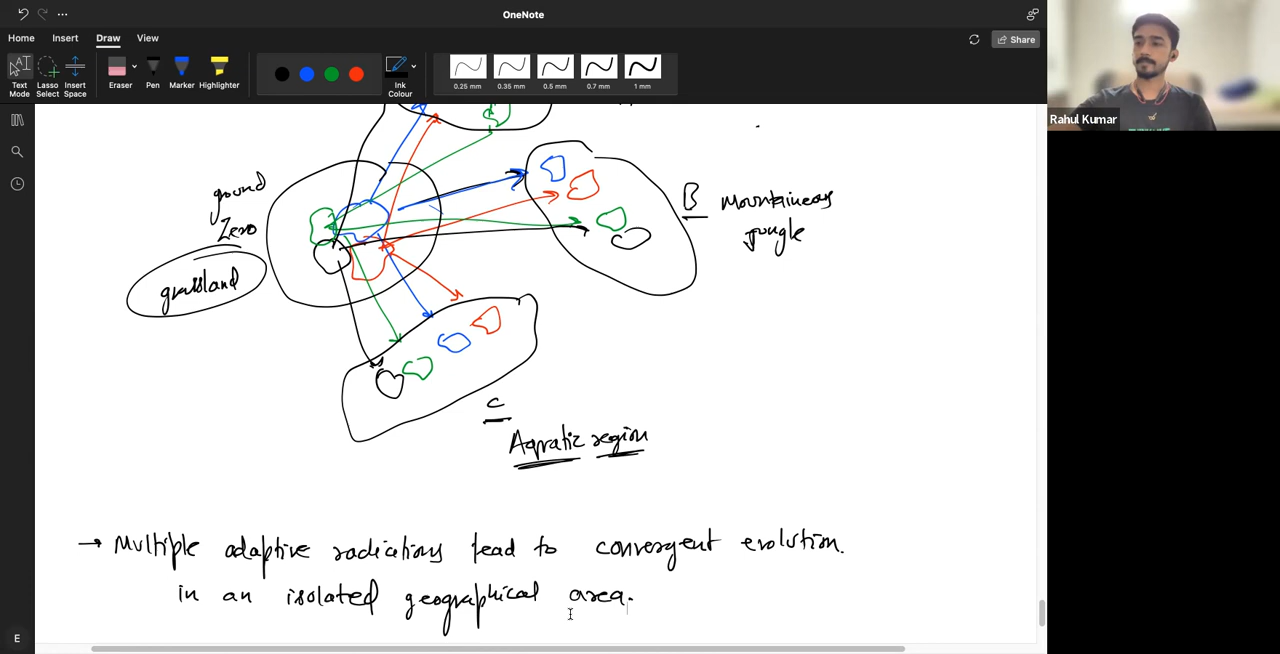 OneNote
Home Insert Draw View
Share
Text Mode Lasso Select Insert Space Eraser Pen Marker Highlighter Ink Colour 0.25 mm 0.35 mm 0.5 mm 0.7 mm 1 mm
Rahul Kumar
ground
Zero
grassland
B Mountaineous
jungle
C
Aquatic region
→ Multiple adaptive radiations lead to convergent evolution.
in an isolated geographical area.
E